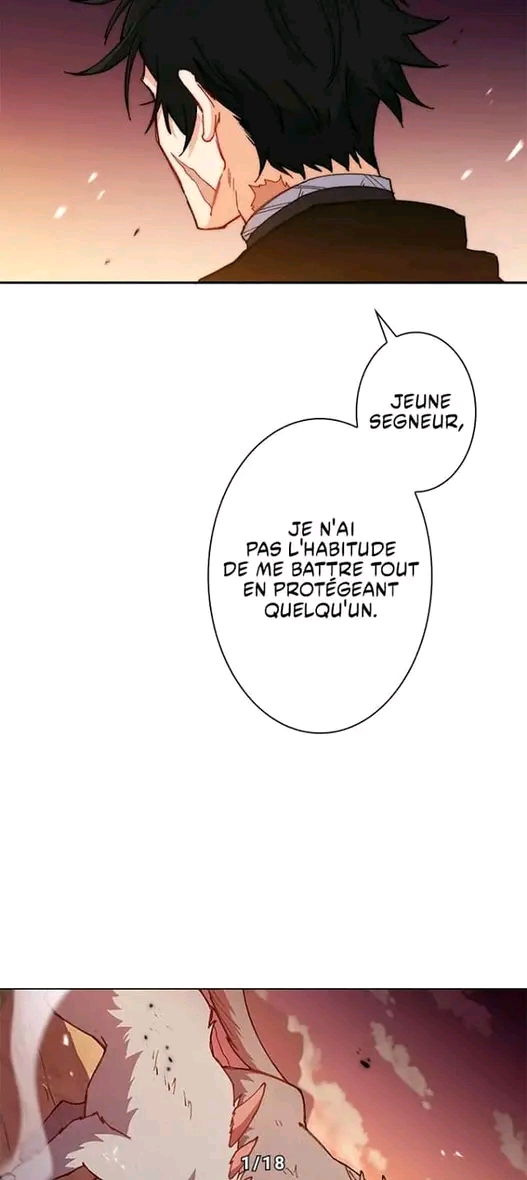 JEUNE
SEGNEUR,
JE N'AI
PAS L'HABITUDE
DE ME BATTRE TOUT
EN PROTÉGEANT
QUELQU'UN.
1/18